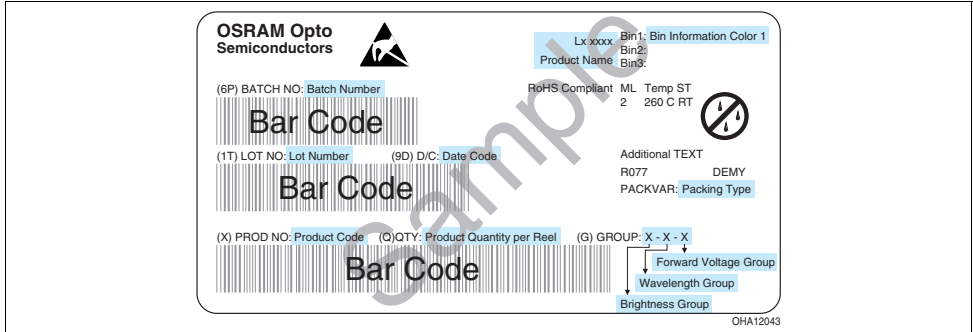 OSRAM Opto
Semiconductors
Lx xxxx
Product Name
Bin1: Bin Information Color 1
Bin2:
Bin3:
(6P) BATCH NO: Batch Number
Bar Code
RoHS Compliant
ML Temp ST
2 260 C RT
(1T) LOT NO: Lot Number (9D) D/C: Date Code
Bar Code
Additional TEXT
R077 DEMY
PACKVAR: Packing Type
(X) PROD NO: Product Code (Q)QTY: Product Quantity per Reel (G) GROUP: X - X - X
Bar Code
Forward Voltage Group
Wavelength Group
Brightness Group
Sample
OHA12043